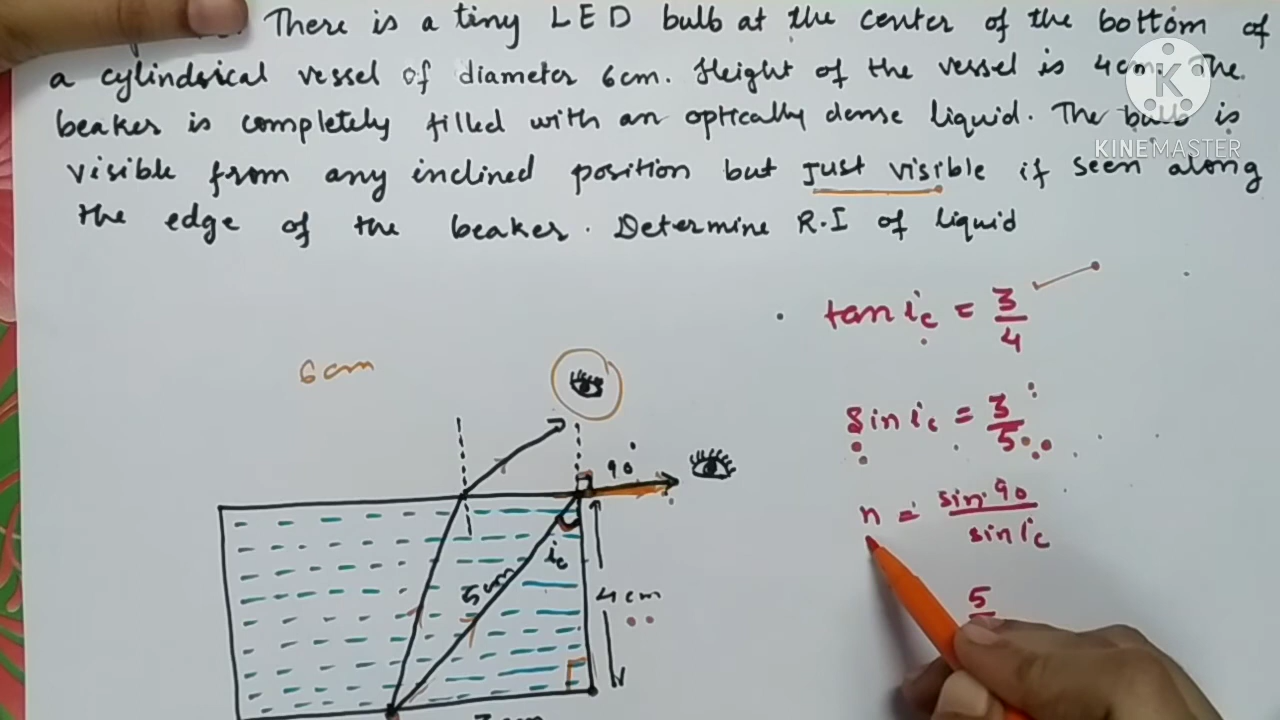 There is a tiny LED bulb at the center of the bottom of
a cylindrical vessel of diameter 6cm. Height of the vessel is 4cm. The
beaker is completely filled with an optically dense liquid. The bulb is
visible from any inclined position but just visible if seen along
the edge of the beaker. Determine R.I of liquid
K
KINEMASTER
tan ic = 3/4
6cm
sin ic = 3/5
90°
n = sin 90 / sin ic
ic
5cm
4cm
5
3cm